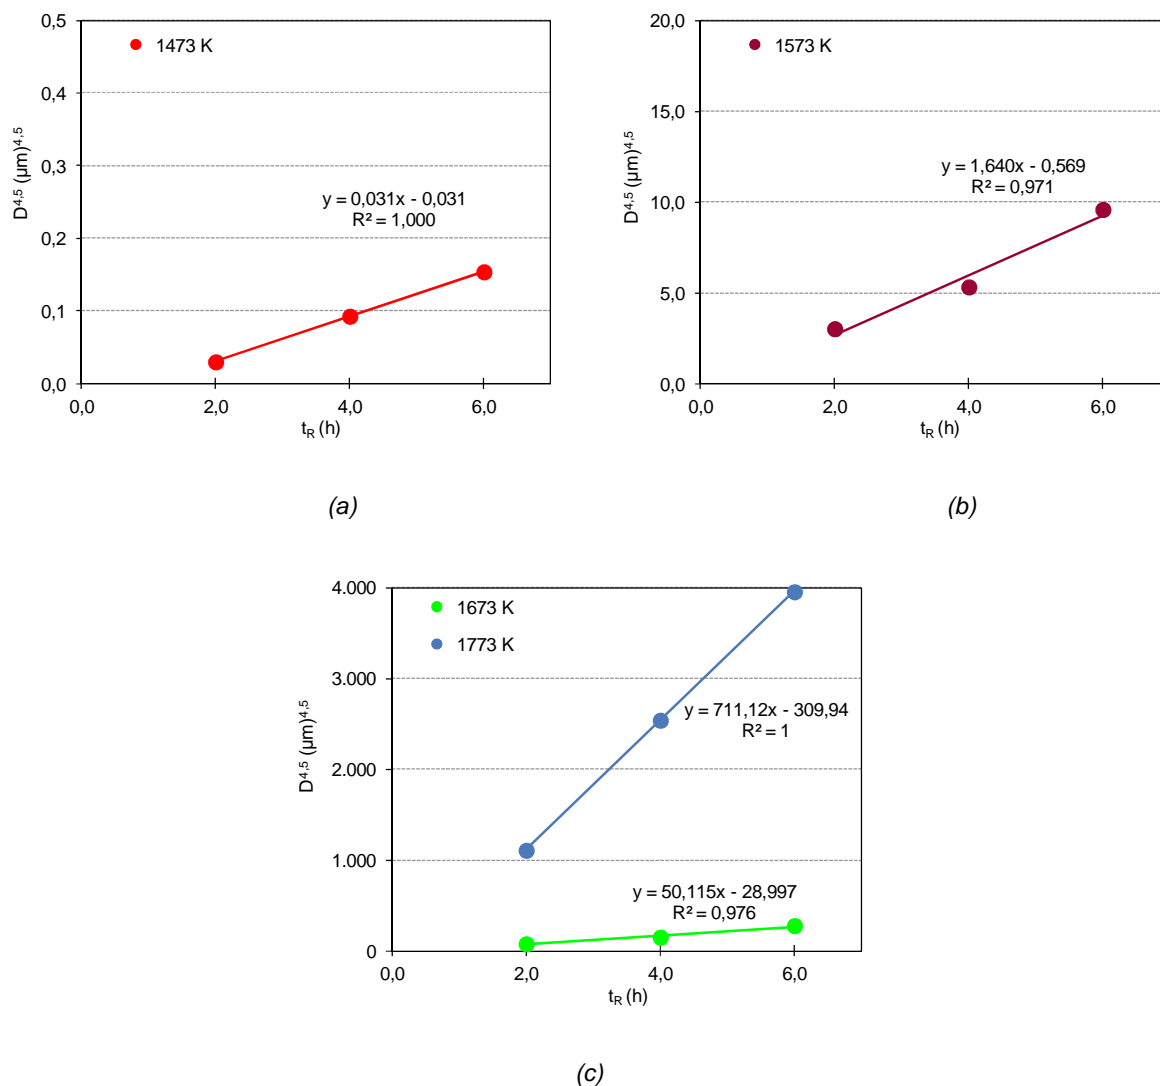 0,5
0,4
0,3
0,2
0,1
0,0
D4,5 (µm)4,5
1473 K
y = 0,031x - 0,031
R² = 1,000
0,0 2,0 4,0 6,0
tR (h)
(a)
20,0
15,0
10,0
5,0
0,0
D4,5 (µm)4,5
1573 K
y = 1,640x - 0,569
R² = 0,971
0,0 2,0 4,0 6,0
tR (h)
(b)
4.000
3.000
2.000
1.000
0
D4,5 (µm)4,5
1673 K
1773 K
y = 711,12x - 309,94
R² = 1
y = 50,115x - 28,997
R² = 0,976
0,0 2,0 4,0 6,0
tR (h)
(c)